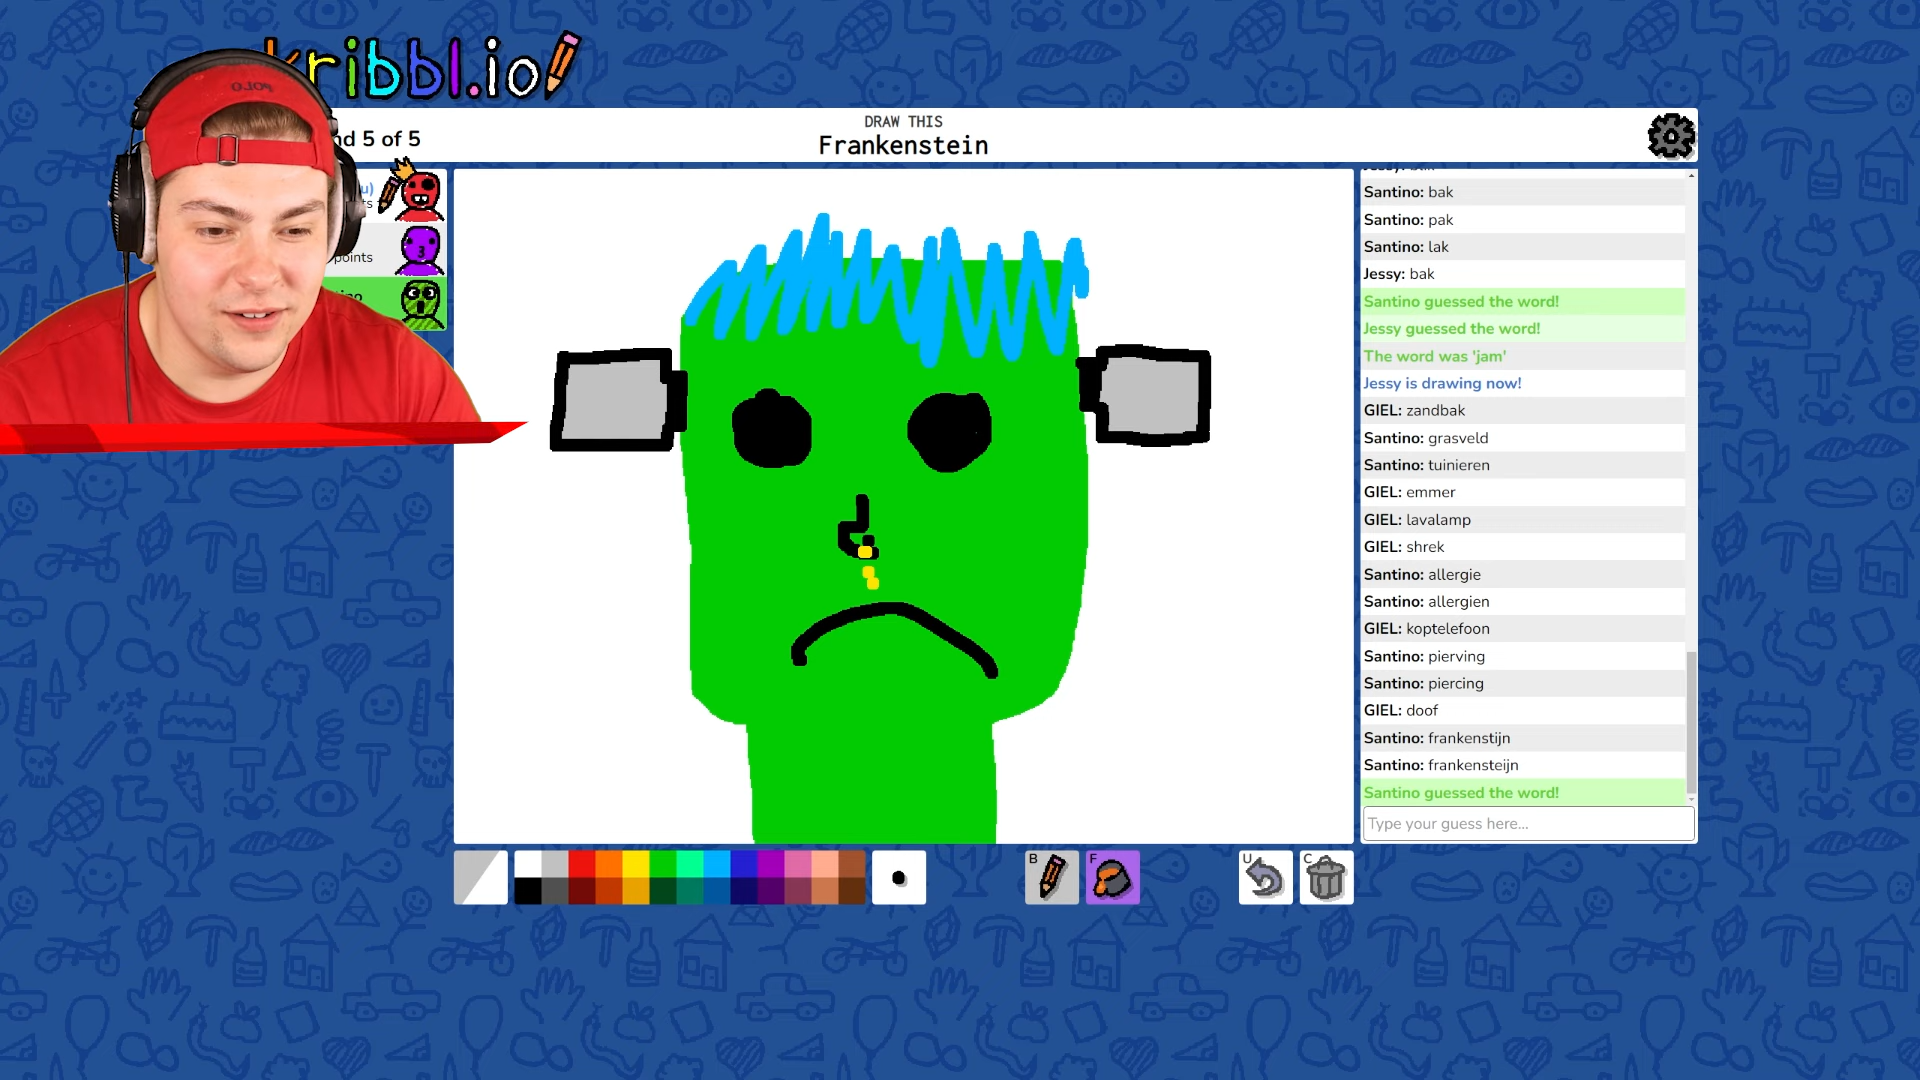 kribbl.io
POLO
nd 5 of 5
DRAW THIS
Frankenstein
u)
ts
points
ino
Santino: bak
Santino: pak
Santino: lak
Jessy: bak
Santino guessed the word!
Jessy guessed the word!
The word was 'jam'
Jessy is drawing now!
GIEL: zandbak
Santino: grasveld
Santino: tuinieren
GIEL: emmer
GIEL: lavalamp
GIEL: shrek
Santino: allergie
Santino: allergien
GIEL: koptelefoon
Santino: pierving
Santino: piercing
GIEL: doof
Santino: frankenstijn
Santino: frankensteijn
Santino guessed the word!
Type your guess here...
B
F
U
C